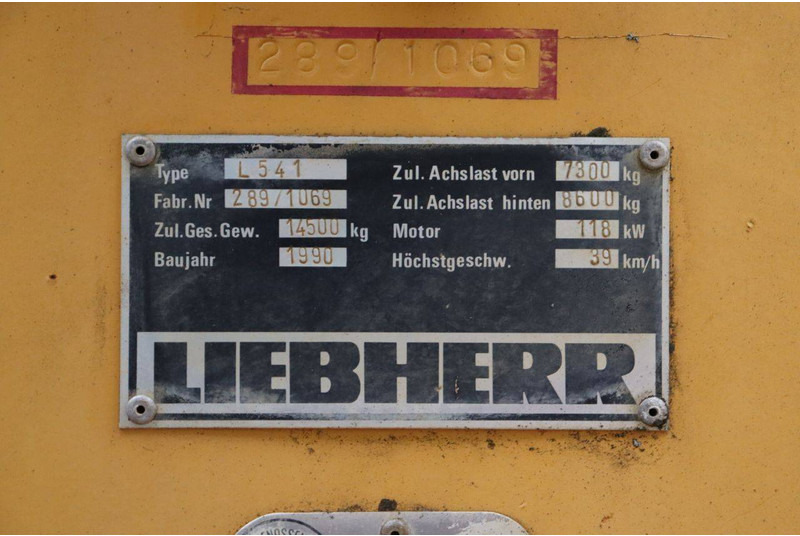 289/1069
Type L541 Zul. Achslast vorn 7300 kg
Fabr.Nr 289/1069 Zul. Achslast hinten 8600 kg
Zul.Ges.Gew. 14500 kg Motor 118 kW
Baujahr 1990 Höchstgeschw. 39 km/h
LIEBHERR